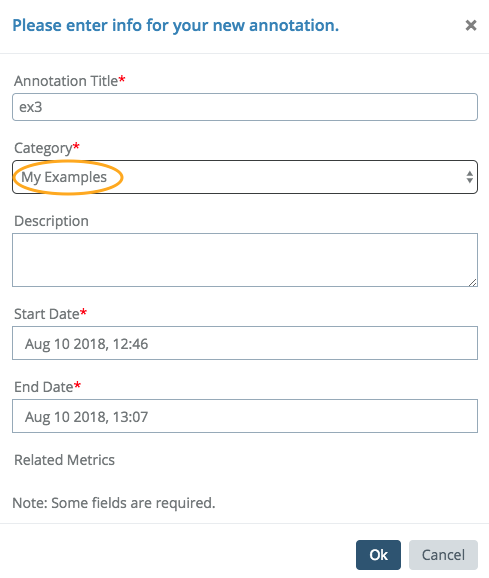 Please enter info for your new annotation. ×
Annotation Title*
ex3
Category*
My Examples
Description
Start Date*
Aug 10 2018, 12:46
End Date*
Aug 10 2018, 13:07
Related Metrics
Note: Some fields are required.
Ok Cancel